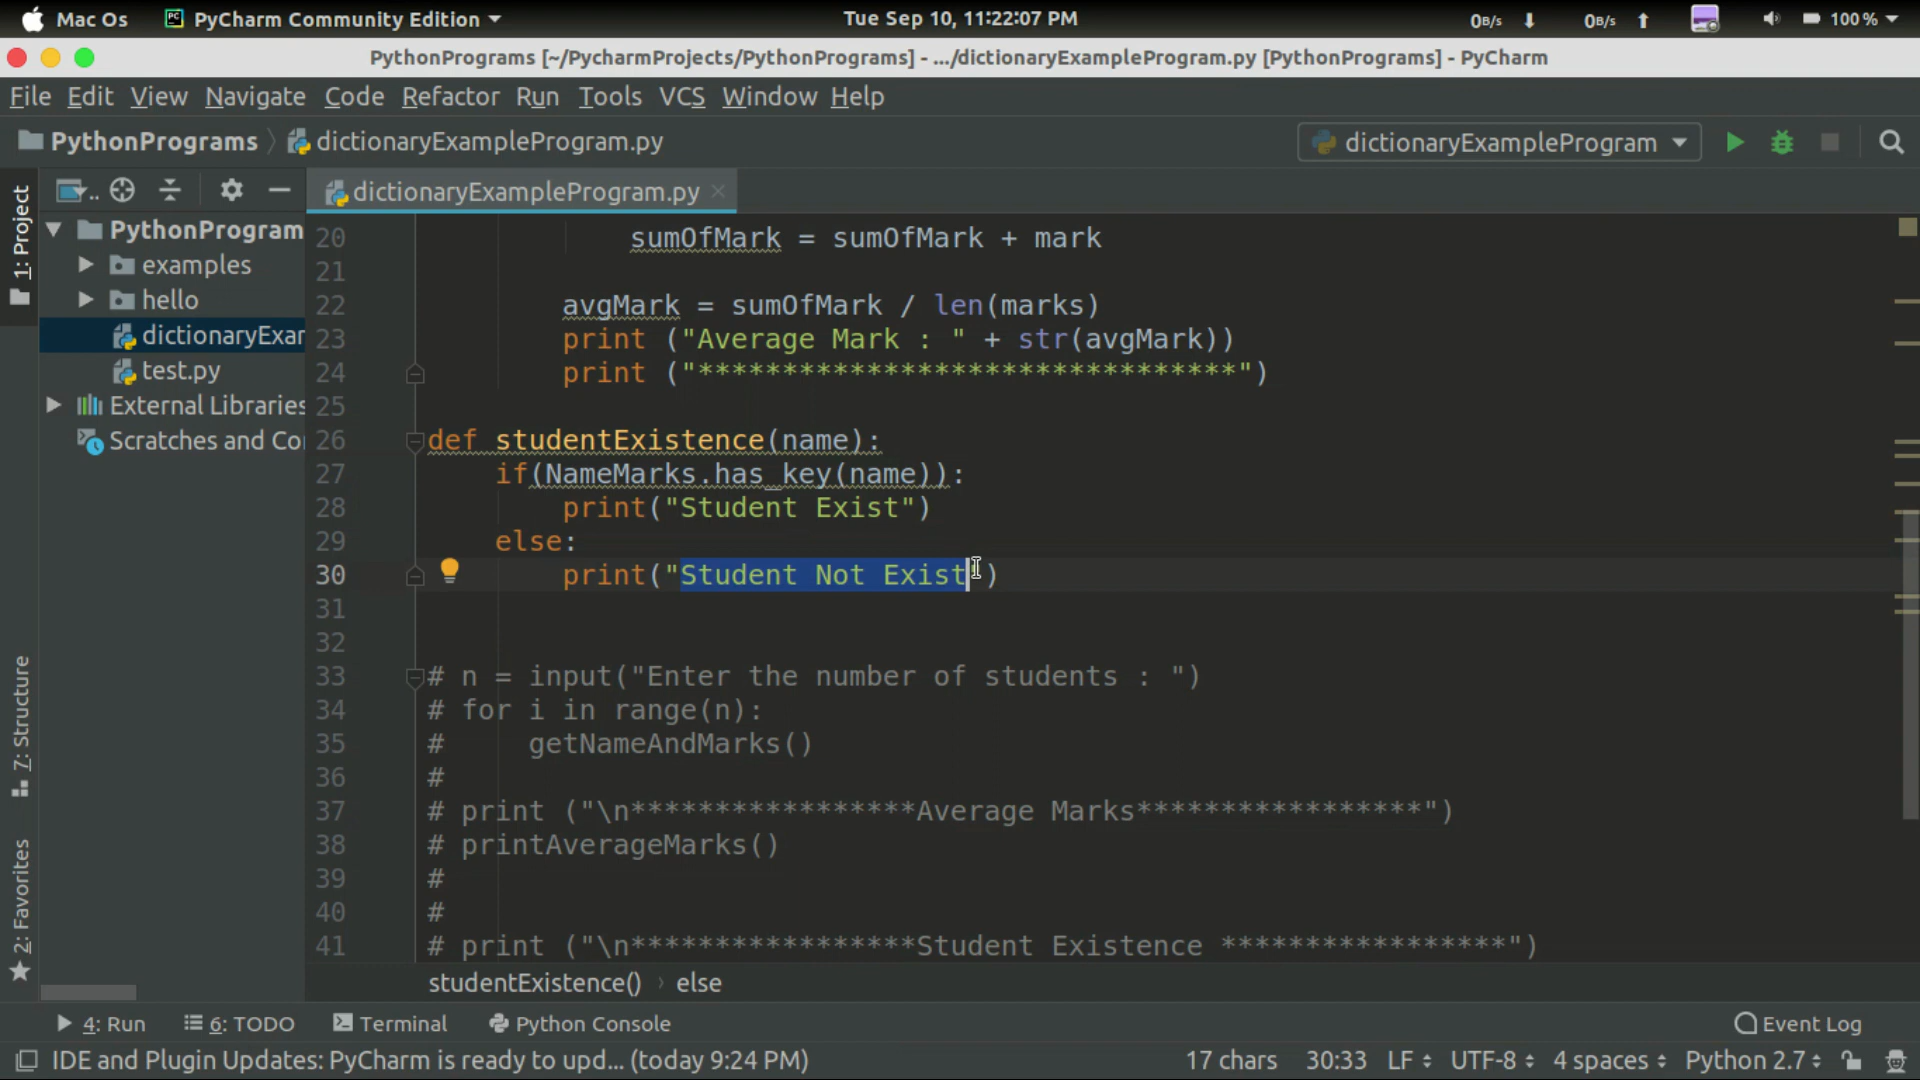 Mac Os PyCharm Community Edition Tue Sep 10, 11:22:07 PM 0B/s 0B/s 100 %
PythonPrograms [~/PycharmProjects/PythonPrograms] - .../dictionaryExampleProgram.py [PythonPrograms] - PyCharm
File Edit View Navigate Code Refactor Run Tools VCS Window Help
PythonPrograms dictionaryExampleProgram.py dictionaryExampleProgram
dictionaryExampleProgram.py
1: Project
PythonProgram
examples
hello
dictionaryExar
test.py
External Libraries
Scratches and Co
7: Structure
2: Favorites
20 sumOfMark = sumOfMark + mark
21
22 avgMark = sumOfMark / len(marks)
23 print ("Average Mark : " + str(avgMark))
24 print ("********************************")
25
26 def studentExistence(name):
27 if(NameMarks.has_key(name)):
28 print("Student Exist")
29 else:
30 print("Student Not Exist")
31
32
33 # n = input("Enter the number of students : ")
34 # for i in range(n):
35 # getNameAndMarks()
36 #
37 # print ("\n*****************Average Marks*****************")
38 # printAverageMarks()
39 #
40 #
41 # print ("\n*****************Student Existence *****************")
studentExistence() › else
4: Run 6: TODO Terminal Python Console Event Log
IDE and Plugin Updates: PyCharm is ready to upd... (today 9:24 PM) 17 chars 30:33 LF UTF-8 4 spaces Python 2.7